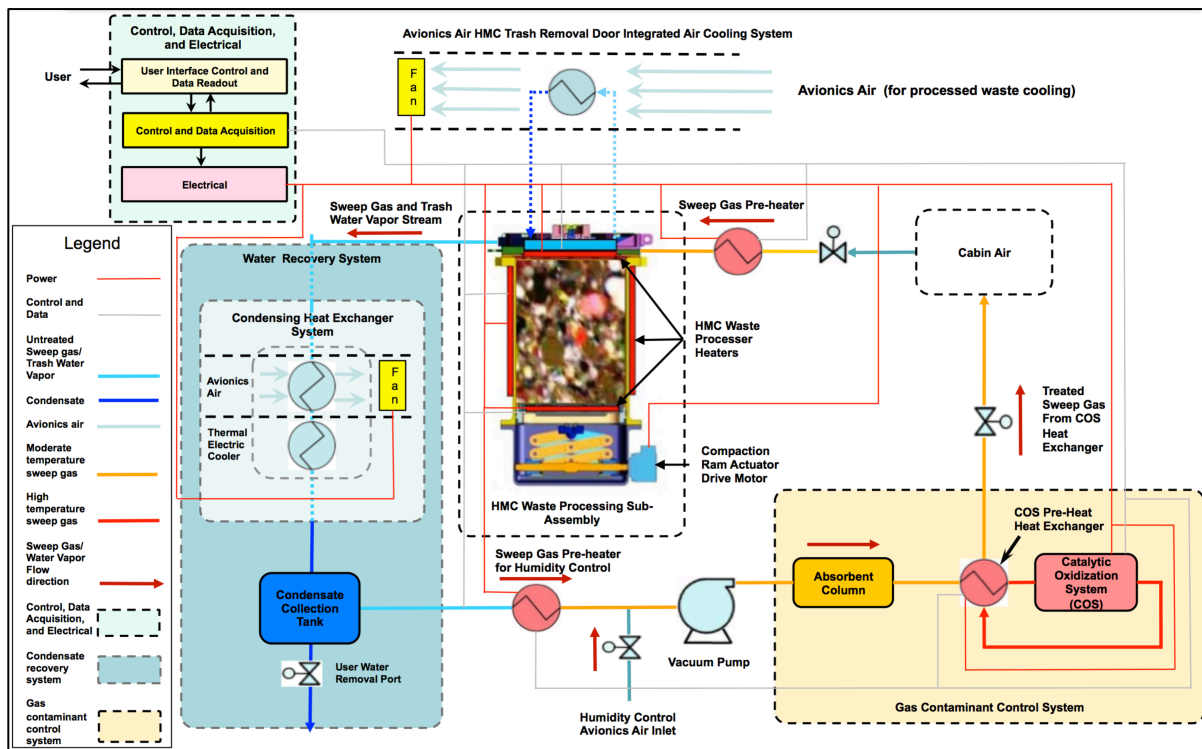 Control, Data Acquisition,
and Electrical
User
User Interface Control and
Data Readout
Control and Data Acquisition
Electrical
Avionics Air HMC Trash Removal Door Integrated Air Cooling System
Fan
Avionics Air (for processed waste cooling)
Legend
Power
Control and
Data
Untreated
Sweep gas/
Trash Water
Vapor
Condensate
Avionics air
Moderate
temperature
sweep gas
High
temperature
sweep gas
Sweep Gas/
Water Vapor
Flow
direction
Control, Data
Acquisition,
and Electrical
Condensate
recovery
system
Gas
contaminant
control
system
Sweep Gas and Trash
Water Vapor Stream
Water Recovery System
Condensing Heat Exchanger
System
Avionics
Air
Fan
Thermal
Electric
Cooler
Condensate
Collection
Tank
User Water
Removal Port
Sweep Gas Pre-heater
HMC Waste
Processer
Heaters
Compaction
Ram Actuator
Drive Motor
HMC Waste Processing Sub-
Assembly
Sweep Gas Pre-heater
for Humidity Control
Humidity Control
Avionics Air Inlet
Vacuum Pump
Cabin Air
Treated
Sweep Gas
From COS
Heat
Exchanger
COS Pre-Heat
Heat Exchanger
Absorbent
Column
Catalytic
Oxidization
System
(COS)
Gas Contaminant Control System